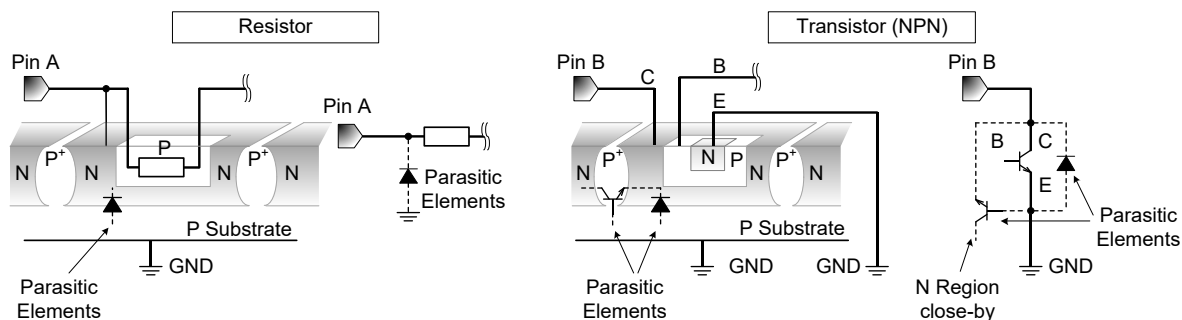 Resistor
Pin A
Pin A
N
P+
N
P
N
P+
N
Parasitic
Elements
P Substrate
GND
Parasitic
Elements
Transistor (NPN)
Pin B
C
B
E
N
P+
N
N
P
N
P+
N
P Substrate
GND
GND
Parasitic
Elements
Pin B
B
C
E
Parasitic
Elements
GND
N Region
close-by